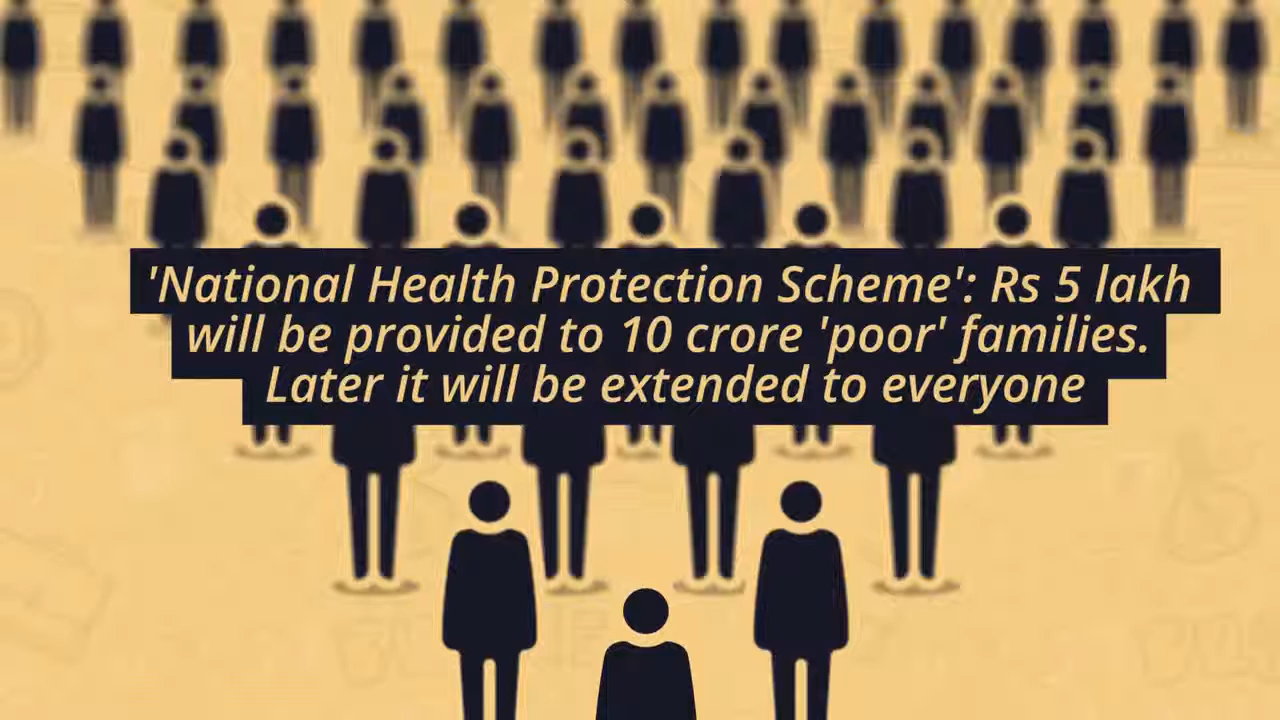 'National Health Protection Scheme': Rs 5 lakh
will be provided to 10 crore 'poor' families.
Later it will be extended to everyone